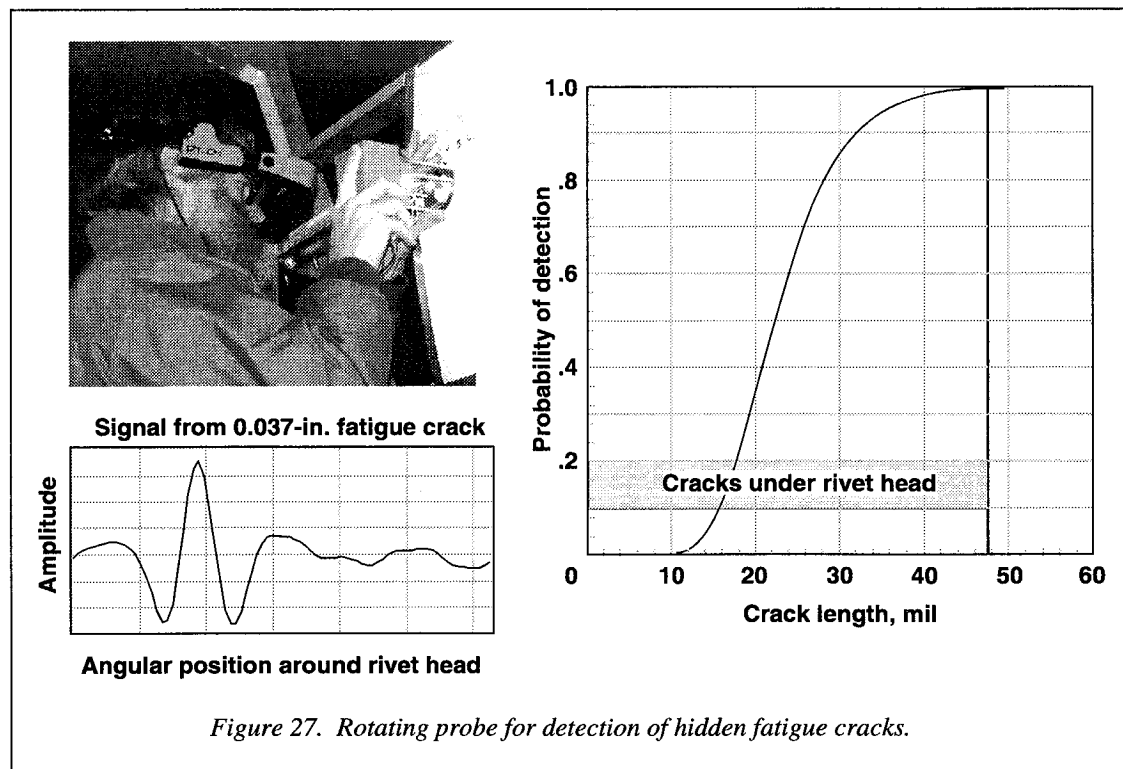 Signal from 0.037-in. fatigue crack
Amplitude
Angular position around rivet head
Probability of detection
1.0
.8
.6
.4
.2
0
Cracks under rivet head
10 20 30 40 50 60
Crack length, mil
Figure 27. Rotating probe for detection of hidden fatigue cracks.